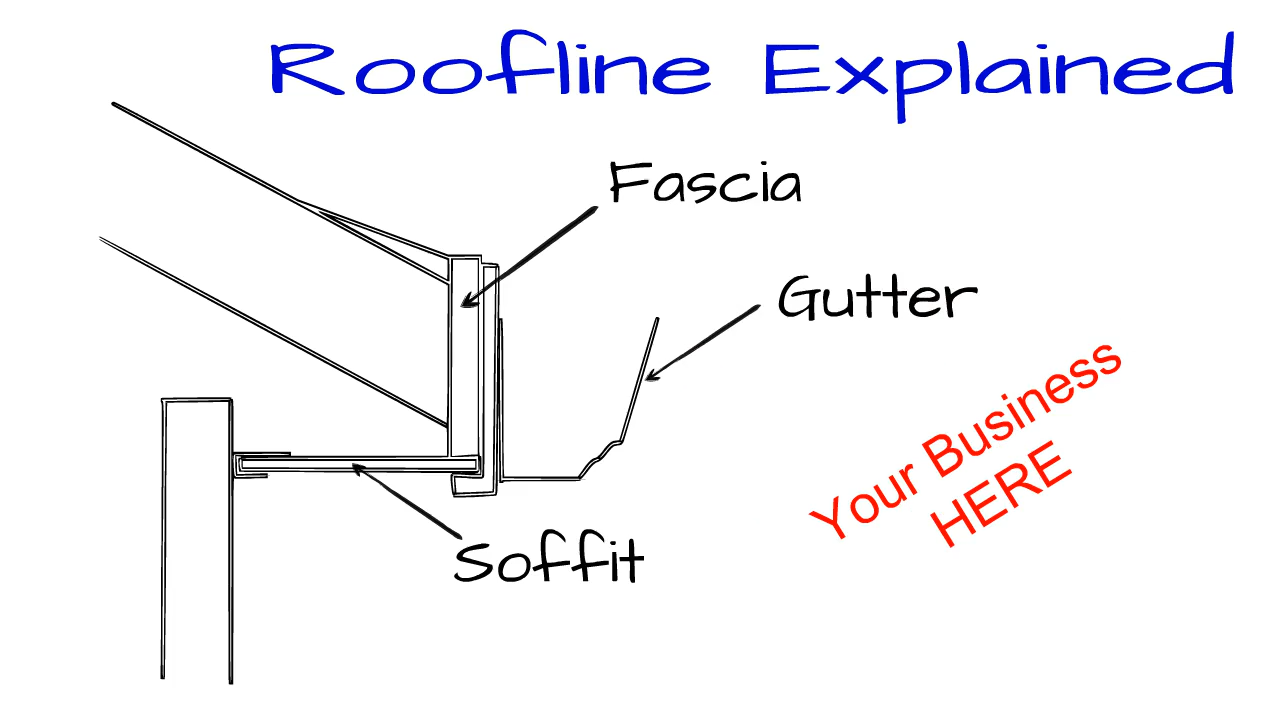 Roofline Explained
Fascia
Gutter
Your Business
HERE
Soffit